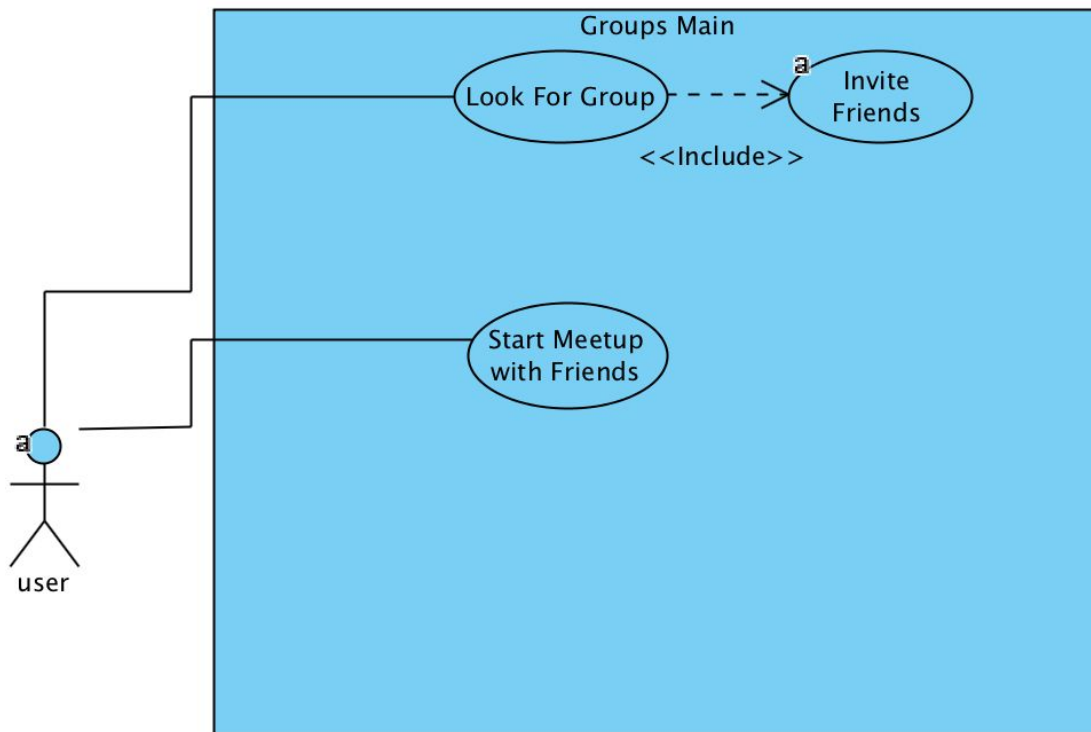 Groups Main
Look For Group
a
Invite
Friends
<<Include>>
Start Meetup
with Friends
a
user